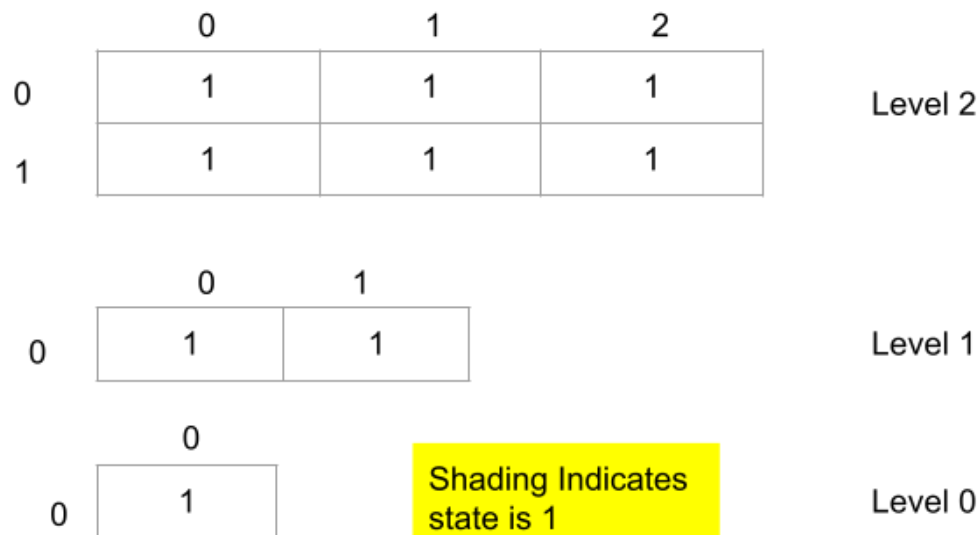 0 1 2
0 1 1 1 Level 2
1 1 1 1
0 1
0 1 1 Level 1
0
0 1 Level 0
Shading Indicates
state is 1